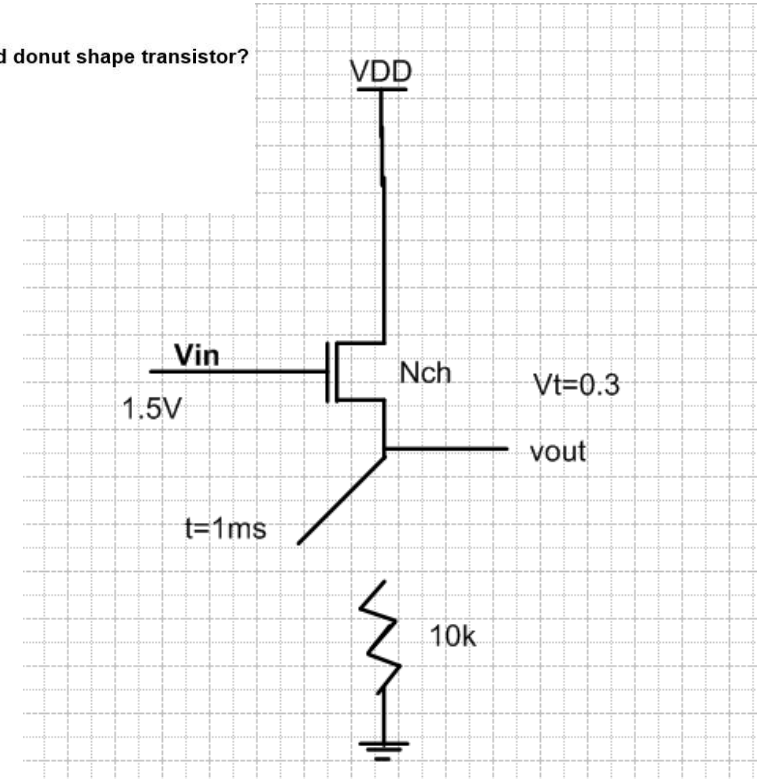 donut shape transistor?
VDD
Vin
Nch
Vt=0.3
1.5V
vout
t=1ms
10k